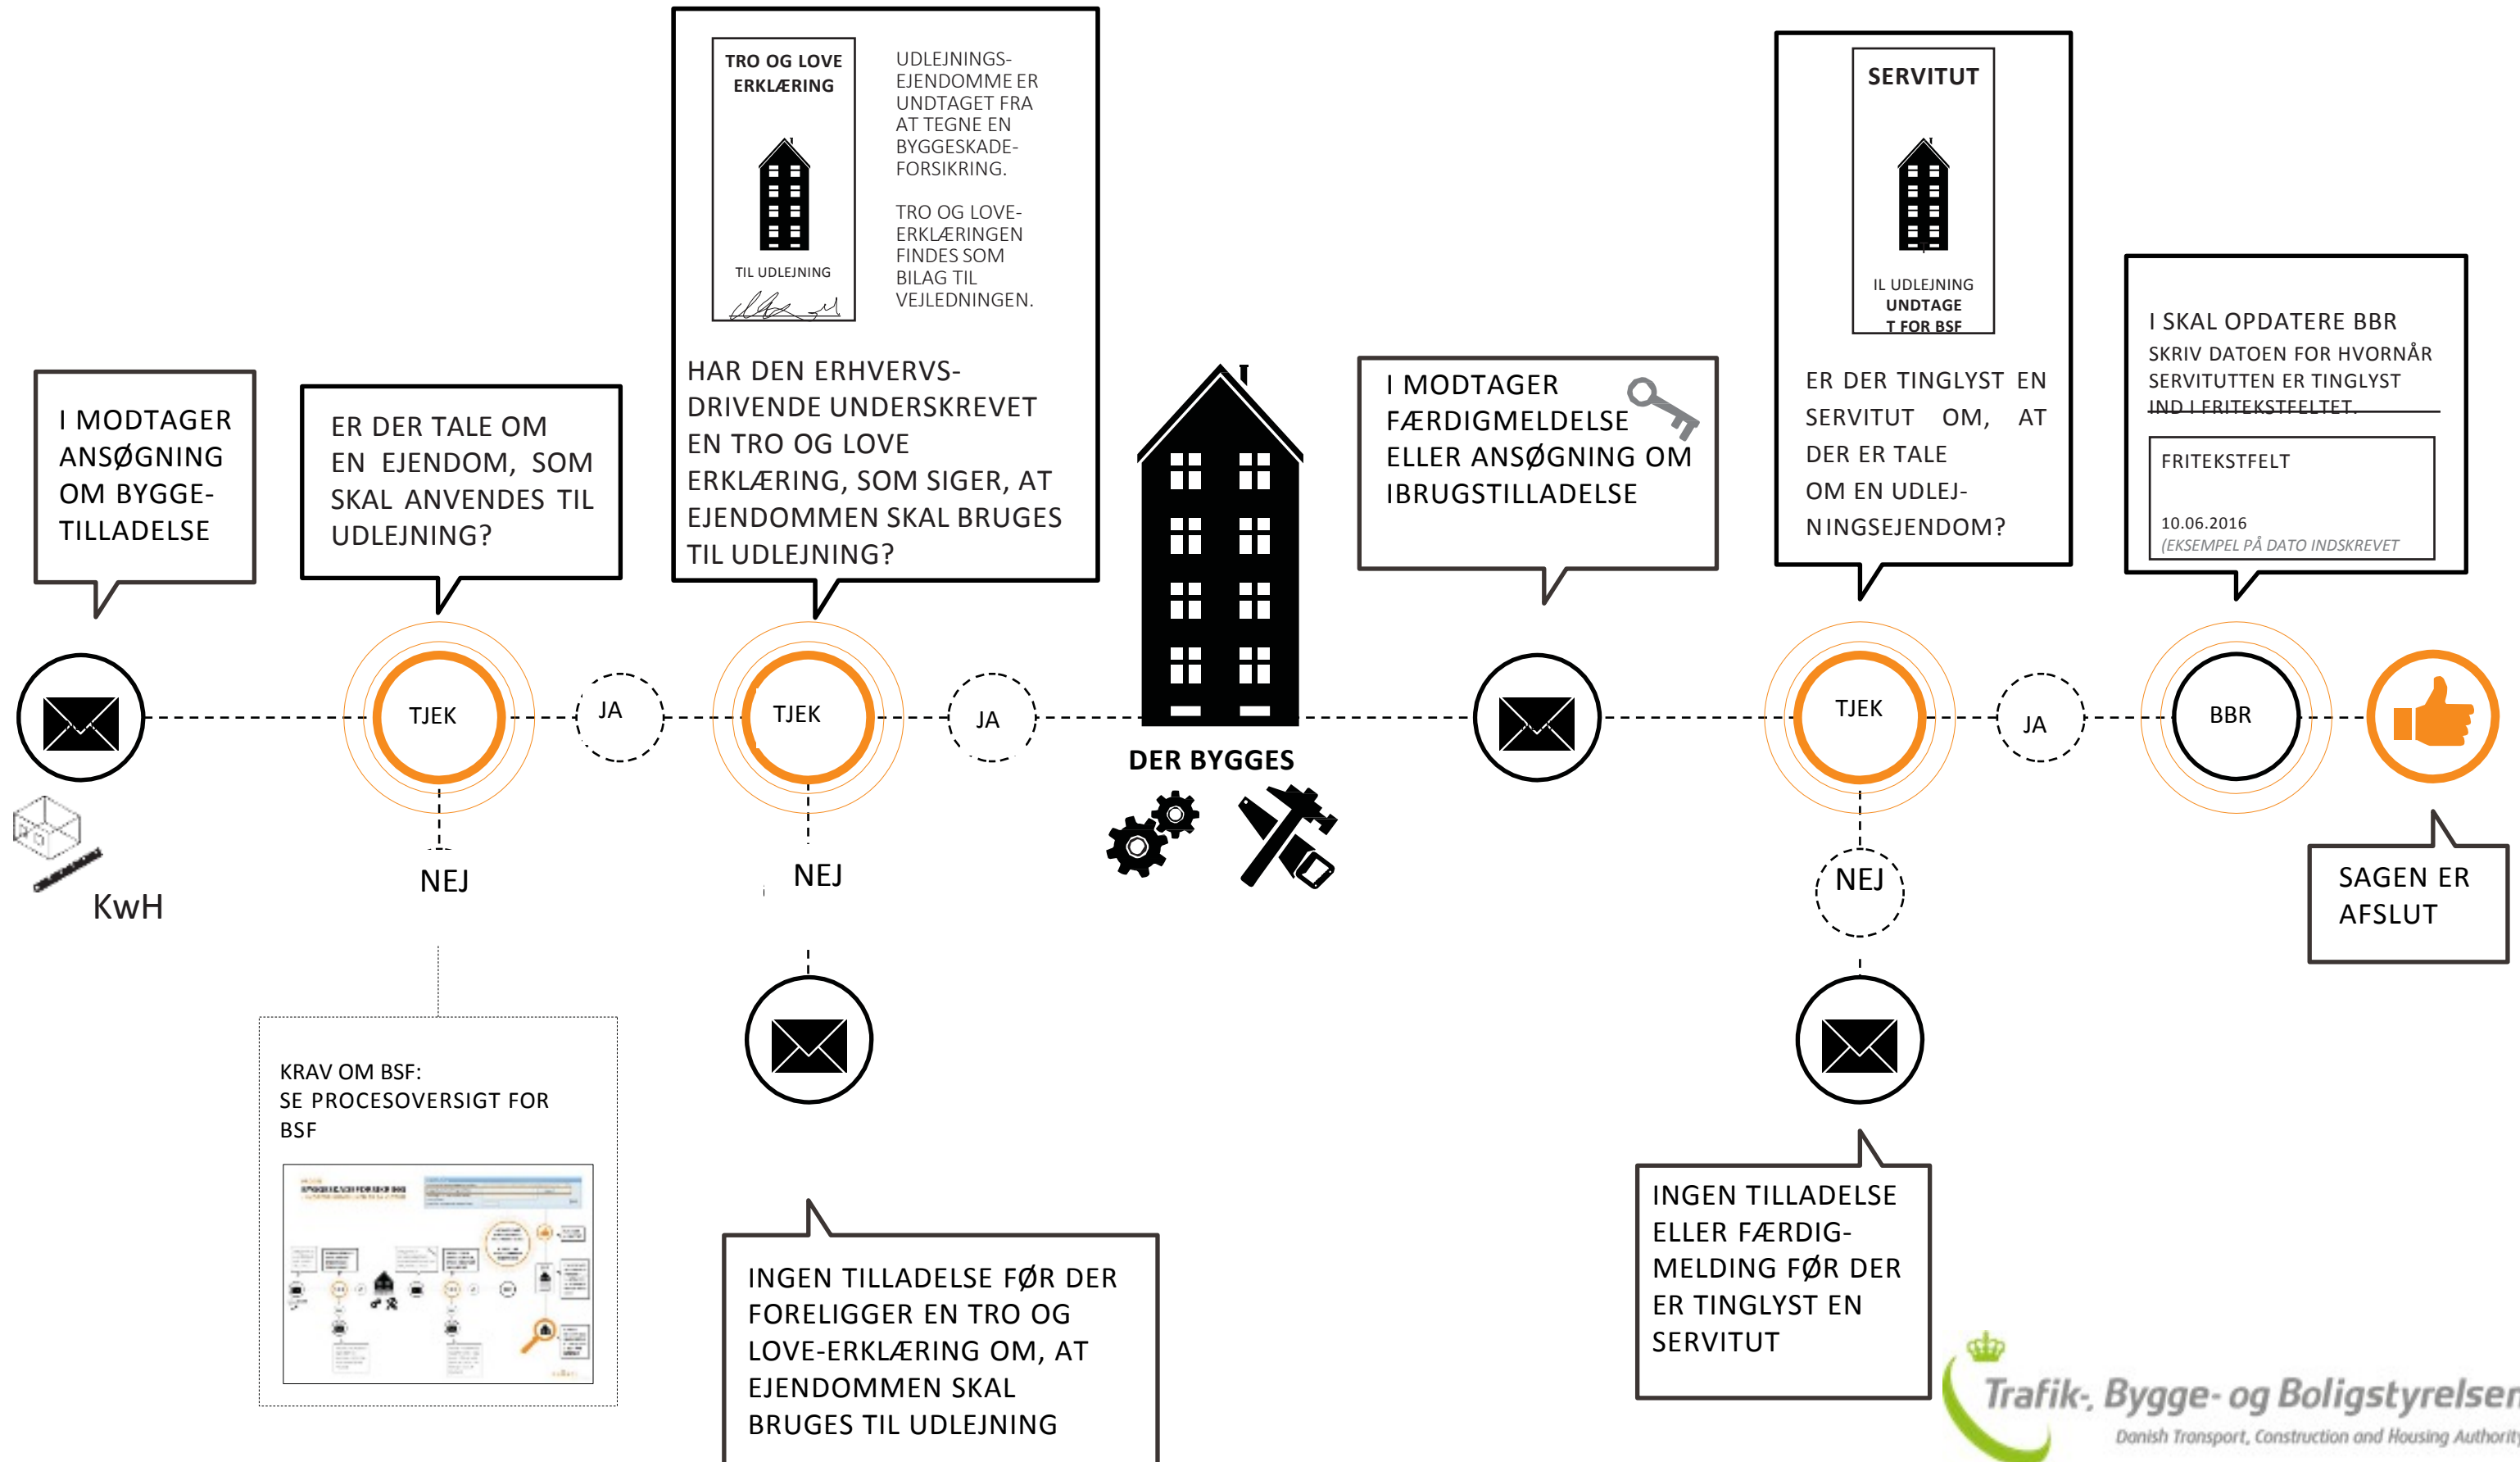 TRO OG LOVE
ERKLÆRING
TIL UDLEJNING
UDLEJNINGS-
EJENDOMME ER
UNDTAGET FRA
AT TEGNE EN
BYGGESKADE-
FORSIKRING.
TRO OG LOVE-
ERKLÆRINGEN
FINDES SOM
BILAG TIL
VEJLEDNINGEN.
SERVITUT
T
IL UDLEJNING
UNDTAGE
T FOR BSF
I MODTAGER
ANSØGNING
OM BYGGE-
TILLADELSE
ER DER TALE OM
EN EJENDOM, SOM
SKAL ANVENDES TIL
UDLEJNING?
HAR DEN ERHVERVS-
DRIVENDE UNDERSKREVET
EN TRO OG LOVE
ERKLÆRING, SOM SIGER, AT
EJENDOMMEN SKAL BRUGES
TIL UDLEJNING?
I MODTAGER
FÆRDIGMELDELSE
ELLER ANSØGNING OM
IBRUGSTILLADELSE
ER DER TINGLYST EN
SERVITUT OM, AT
DER ER TALE
OM EN UDLEJ-
NINGSEJENDOM?
I SKAL OPDATERE BBR
SKRIV DATOEN FOR HVORNÅR
SERVITUTTEN ER TINGLYST
IND I FRITEKSTFELTET.
FRITEKSTFELT
10.06.2016
(EKSEMPEL PÅ DATO INDSKREVET
TJEK
JA
TJEK
JA
TJEK
JA
BBR
DER BYGGES
KwH
NEJ
NEJ
NEJ
SAGEN ER
AFSLUT
KRAV OM BSF:
SE PROCESOVERSIGT FOR
BSF
INGEN TILLADELSE FØR DER
FORELIGGER EN TRO OG
LOVE-ERKLÆRING OM, AT
EJENDOMMEN SKAL
BRUGES TIL UDLEJNING
INGEN TILLADELSE
ELLER FÆRDIG-
MELDING FØR DER
ER TINGLYST EN
SERVITUT
Trafik-, Bygge- og Boligstyrelsen
Danish Transport, Construction and Housing Authority